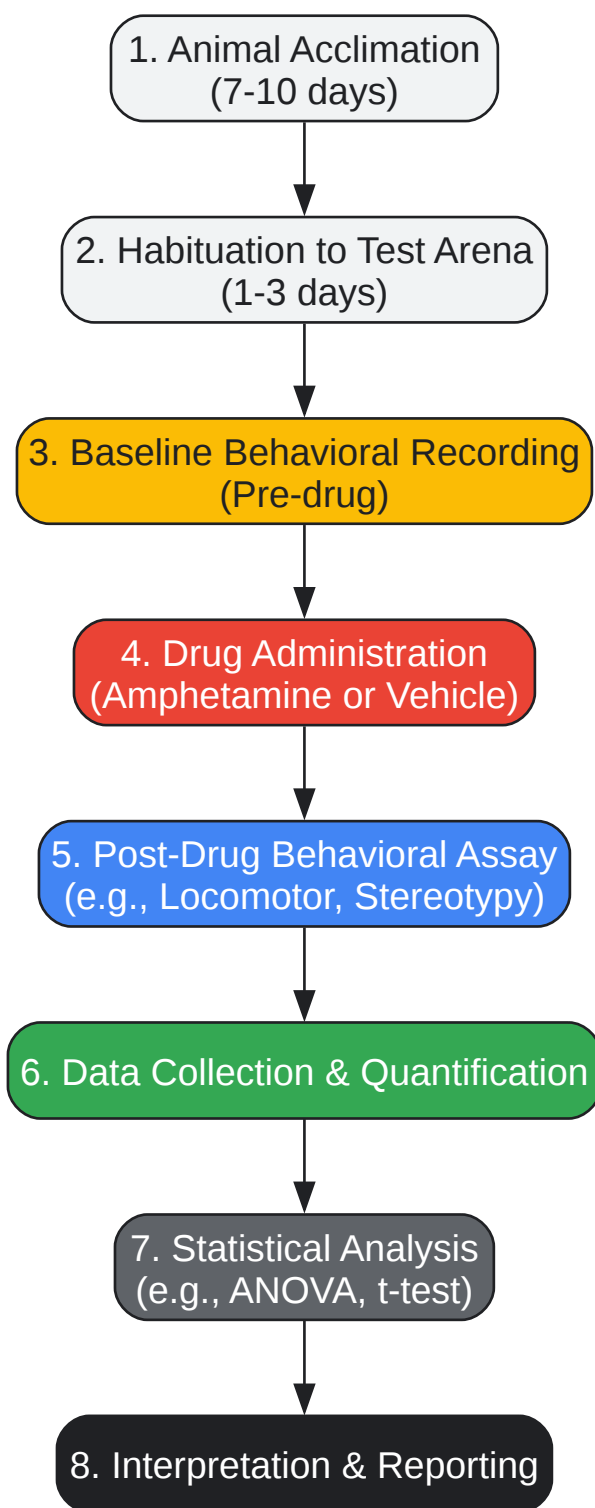 1. Animal Acclimation
(7-10 days)
2. Habituation to Test Arena
(1-3 days)
3. Baseline Behavioral Recording
(Pre-drug)
4. Drug Administration
(Amphetamine or Vehicle)
5. Post-Drug Behavioral Assay
(e.g., Locomotor, Stereotypy)
6. Data Collection & Quantification
7. Statistical Analysis
(e.g., ANOVA, t-test)
8. Interpretation & Reporting